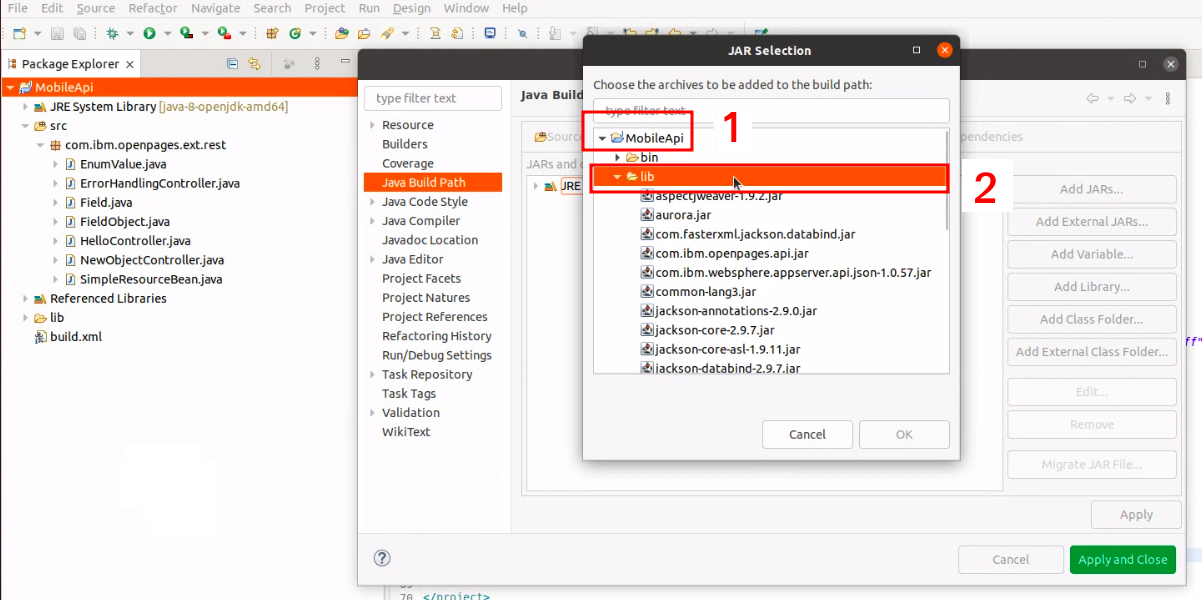 File Edit Source Refactor Navigate Search Project Run Design Window Help
Package Explorer
MobileApi
JRE System Library [java-8-openjdk-amd64]
src
com.ibm.openpages.ext.rest
EnumValue.java
ErrorHandlingController.java
Field.java
FieldObject.java
HelloController.java
NewObjectController.java
SimpleResourceBean.java
Referenced Libraries
lib
build.xml
type filter text
Resource
Builders
Coverage
Java Build Path
Java Code Style
Java Compiler
Javadoc Location
Java Editor
Project Facets
Project Natures
Project References
Refactoring History
Run/Debug Settings
Task Repository
Task Tags
Validation
WikiText
Java Build
Source
pendencies
JARs and c
JRE
JAR Selection
Choose the archives to be added to the build path:
type filter text
MobileApi
1
bin
lib
2
aspectjweaver-1.9.2.jar
aurora.jar
com.fasterxml.jackson.databind.jar
com.ibm.openpages.api.jar
com.ibm.websphere.appserver.api.json-1.0.57.jar
common-lang3.jar
jackson-annotations-2.9.0.jar
jackson-core-2.9.7.jar
jackson-core-asl-1.9.11.jar
jackson-databind-2.9.7.jar
Cancel
OK
Add JARs...
Add External JARs...
Add Variable...
Add Library...
Add Class Folder...
Add External Class Folder...
Edit...
Remove
Migrate JAR File...
Apply
Cancel
Apply and Close
ff"
70 </project>